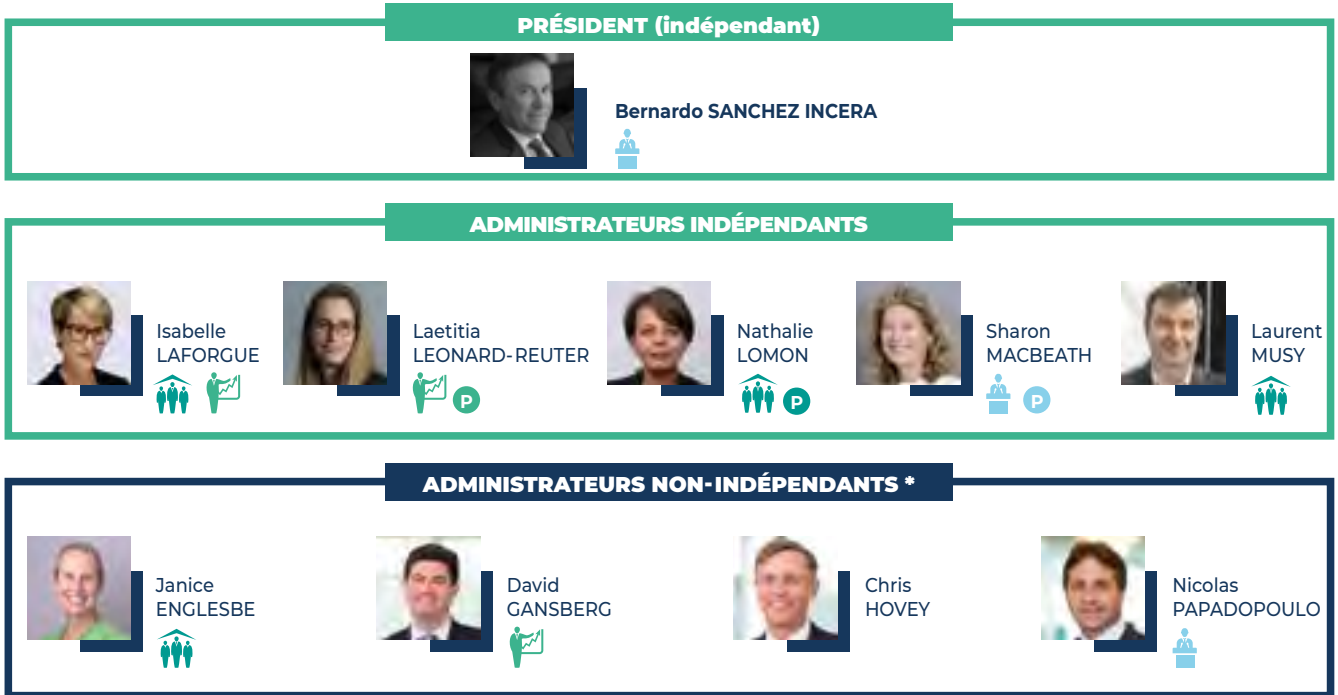 PRÉSIDENT (indépendant)
Bernardo SANCHEZ INCERA
ADMINISTRATEURS INDÉPENDANTS
Isabelle
LAFORGUE
Laetitia
LEONARD-REUTER
P
Nathalie
LOMON
P
Sharon
MACBEATH
P
Laurent
MUSY
ADMINISTRATEURS NON-INDÉPENDANTS *
Janice
ENGLESBE
David
GANSBERG
Chris
HOVEY
Nicolas
PAPADOPOULO